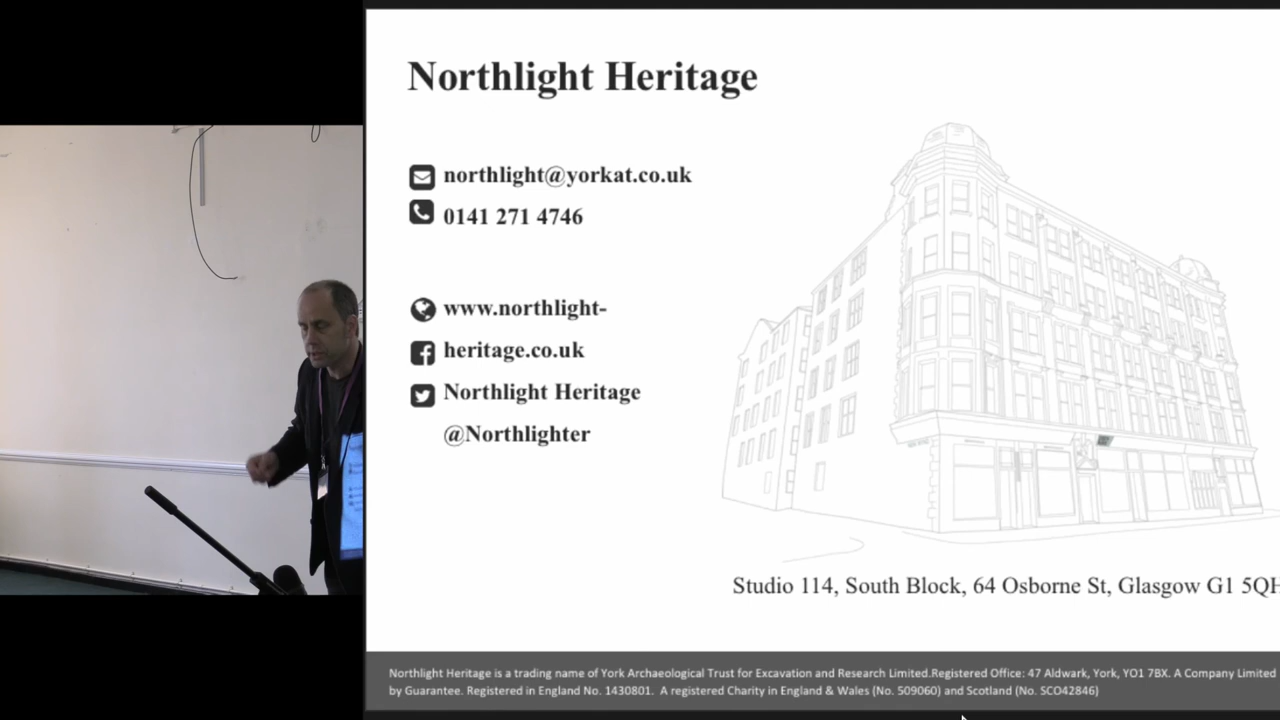 Northlight Heritage
northlight@yorkat.co.uk
0141 271 4746
www.northlight-
heritage.co.uk
Northlight Heritage
@Northlighter
Studio 114, South Block, 64 Osborne St, Glasgow G1 5QH
Northlight Heritage is a trading name of York Archaeological Trust for Excavation and Research Limited.Registered Office: 47 Aldwark, York, YO1 7BX. A Company Limited
by Guarantee. Registered in England No. 1430801. A registered Charity in England & Wales (No. 509060) and Scotland (No. SCO42846)